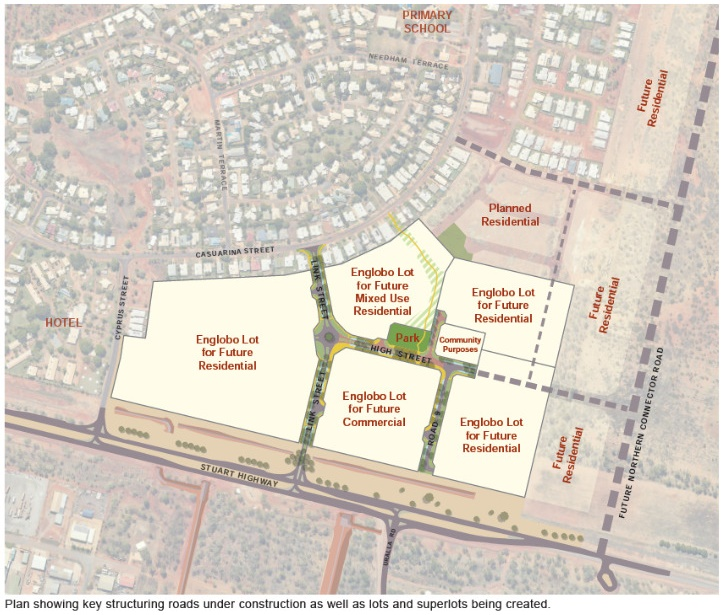 PRIMARY
SCHOOL
NEEDHAM TERRACE
Future
Residential
MARTIN TERRACE
Planned
Residential
CASUARINA STREET
LINK STREET
Englobo Lot
for Future
Mixed Use
Residential
Englobo Lot
for Future
Residential
Future
Residential
CYPRUS STREET
HOTEL
Englobo Lot
for Future
Residential
Park
Community
Purposes
HIGH STREET
LINK STREET
Englobo Lot
for Future
Commercial
ROAD 9
Englobo Lot
for Future
Residential
Future
Residential
FUTURE NORTHERN CONNECTOR ROAD
STUART HIGHWAY
ORALLA RD
Plan showing key structuring roads under construction as well as lots and superlots being created.